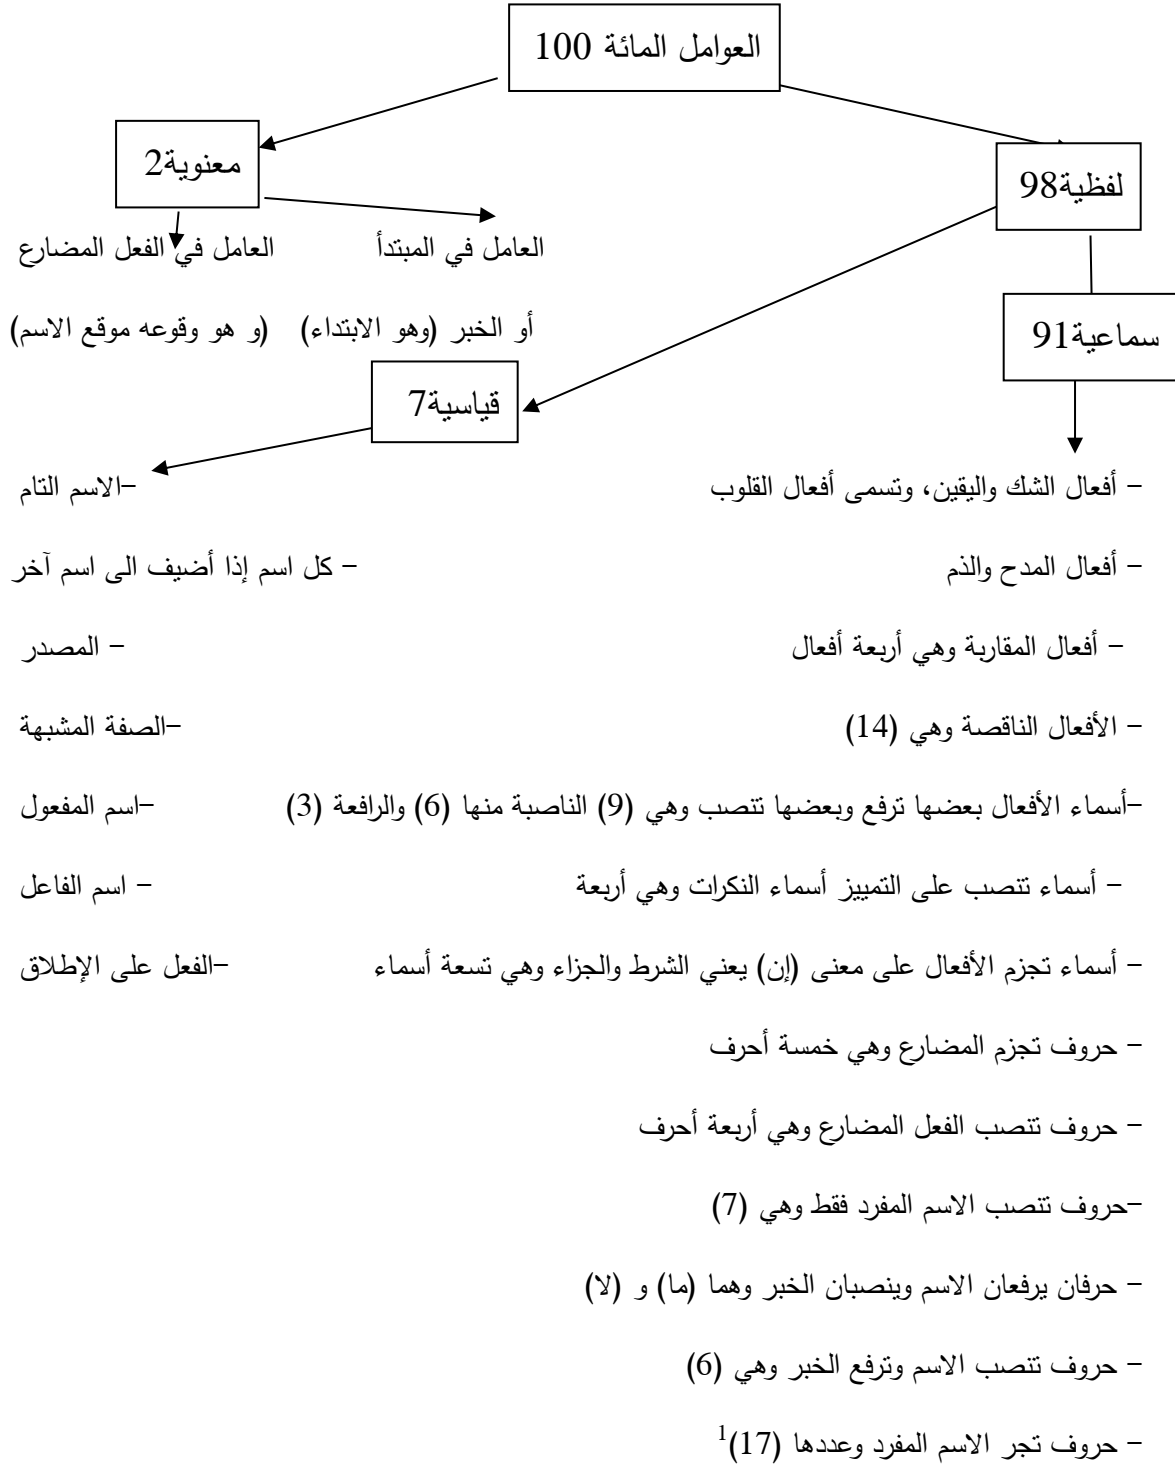 العوامل المائة 100
لفظية98
معنوية2
العامل في المبتدأ
العامل في الفعل المضارع
أو الخبر (وهو الابتداء)
(و هو وقوعه موقع الاسم)
سماعية91
قياسية7
– أفعال الشك واليقين، وتسمى أفعال القلوب
–الاسم التام
– أفعال المدح والذم
– كل اسم إذا أضيف الى اسم آخر
– أفعال المقاربة وهي أربعة أفعال
– المصدر
– الأفعال الناقصة وهي (14)
–الصفة المشبهة
–أسماء الأفعال بعضها ترفع وبعضها تنصب وهي (9) الناصبة منها (6) والرافعة (3)
–اسم المفعول
– أسماء تنصب على التمييز أسماء النكرات وهي أربعة
– اسم الفاعل
– أسماء تجزم الأفعال على معنى (إن) يعني الشرط والجزاء وهي تسعة أسماء
–الفعل على الإطلاق
– حروف تجزم المضارع وهي خمسة أحرف
– حروف تنصب الفعل المضارع وهي أربعة أحرف
–حروف تنصب الاسم المفرد فقط وهي (7)
– حرفان يرفعان الاسم وينصبان الخبر وهما (ما) و (لا)
– حروف تنصب الاسم وترفع الخبر وهي (6)
– حروف تجر الاسم المفرد وعددها (17)1